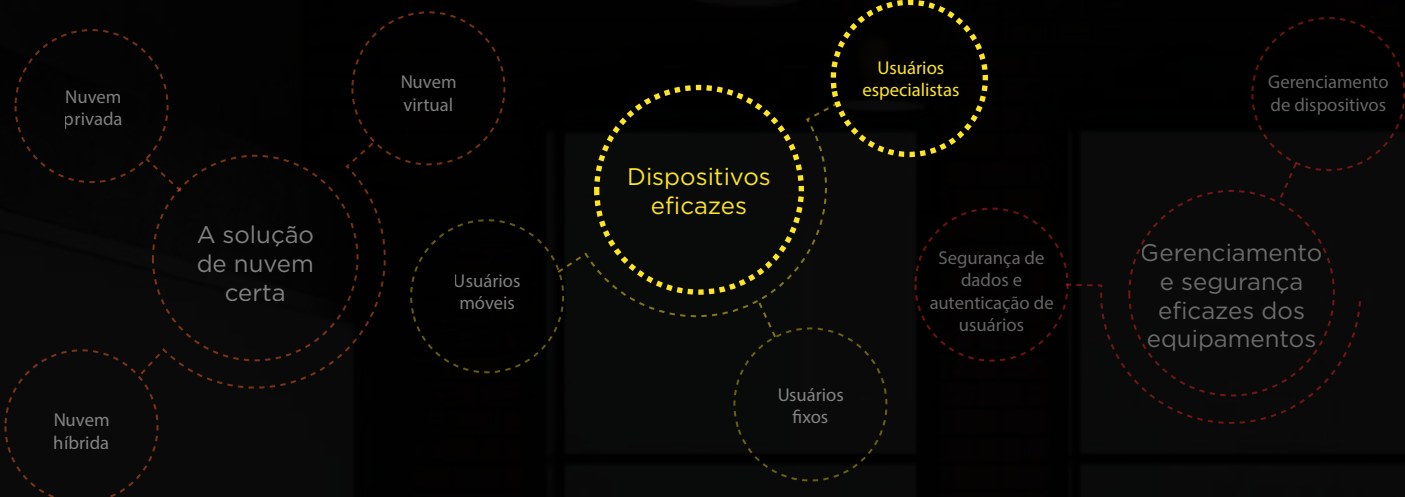 Nuvem
privada
Nuvem
virtual
A solução
de nuvem
certa
Nuvem
híbrida
Usuários
móveis
Dispositivos
eficazes
Usuários
especialistas
Usuários
fixos
Segurança de
dados e
autenticação de
usuários
Gerenciamento
de dispositivos
Gerenciamento
e segurança
eficazes dos
equipamentos